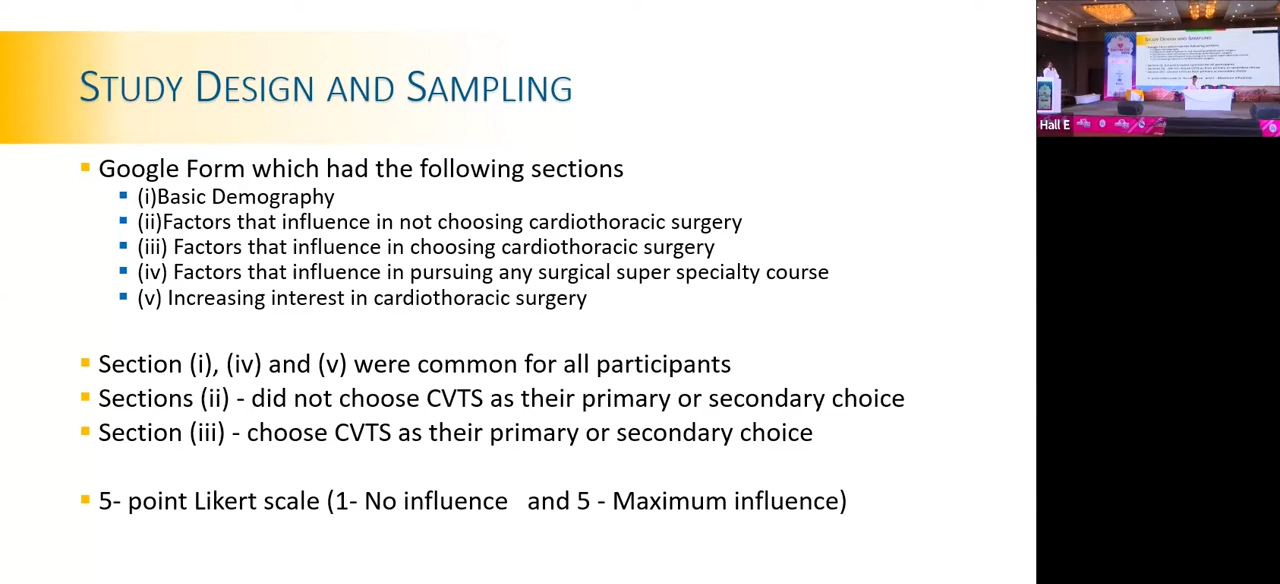 STUDY DESIGN AND SAMPLING
Google Form which had the following sections
(i)Basic Demography
(ii)Factors that influence in not choosing cardiothoracic surgery
(iii) Factors that influence in choosing cardiothoracic surgery
(iv) Factors that influence in pursuing any surgical super specialty course
(v) Increasing interest in cardiothoracic surgery
Section (i), (iv) and (v) were common for all participants
Sections (ii) - did not choose CVTS as their primary or secondary choice
Section (iii) - choose CVTS as their primary or secondary choice
5- point Likert scale (1- No influence and 5 - Maximum influence)
STUDY DESIGN AND SAMPLING
Hall E